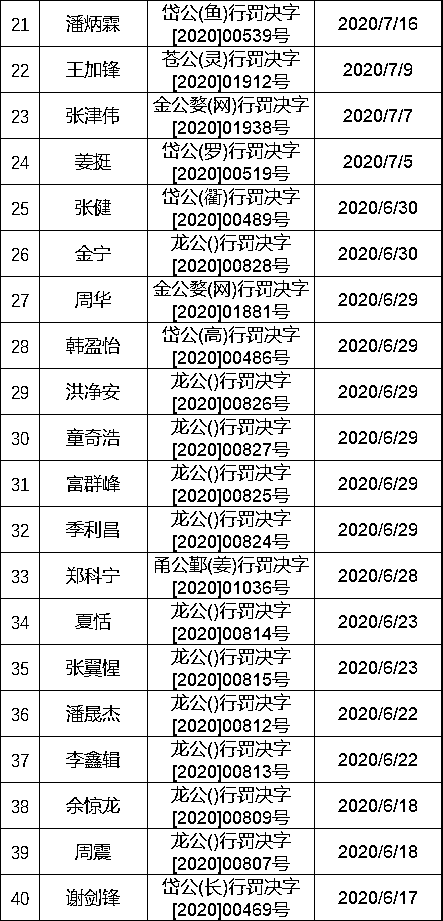 21 潘炳霖 岱公(鱼)行罚决字 2020/7/16
[2020]00539号
22 王加锋 苍公(灵)行罚决字 2020/7/9
[2020]01912号
23 张津伟 金公婺(网)行罚决字 2020/7/7
[2020]01938号
24 姜挺 岱公(罗)行罚决字 2020/7/5
[2020]00519号
25 张健 岱公(衢)行罚决字 2020/6/30
[2020]00489号
26 金宁 龙公()行罚决字 2020/6/30
[2020]00828号
27 周华 金公婺(网)行罚决字 2020/6/29
[2020]01881号
28 韩盈怡 岱公(高)行罚决字 2020/6/29
[2020]00486号
29 洪净安 龙公()行罚决字 2020/6/29
[2020]00826号
30 童奇浩 龙公()行罚决字 2020/6/29
[2020]00827号
31 富群峰 龙公()行罚决字 2020/6/29
[2020]00825号
32 季利昌 龙公()行罚决字 2020/6/29
[2020]00824号
33 郑科宁 甬公鄞(姜)行罚决字 2020/6/28
[2020]01036号
34 夏恬 龙公()行罚决字 2020/6/23
[2020]00814号
35 张翼惺 龙公()行罚决字 2020/6/23
[2020]00815号
36 潘晟杰 龙公()行罚决字 2020/6/22
[2020]00812号
37 李鑫辑 龙公()行罚决字 2020/6/22
[2020]00813号
38 余惊龙 龙公()行罚决字 2020/6/18
[2020]00809号
39 周震 龙公()行罚决字 2020/6/18
[2020]00807号
40 谢剑锋 岱公(长)行罚决字 2020/6/17
[2020]00469号